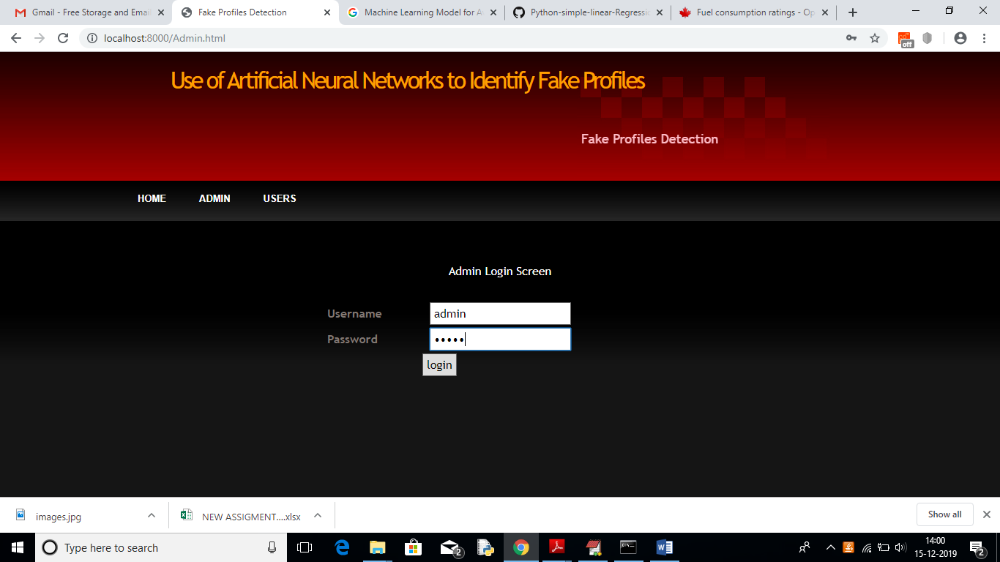 Gmail - Free Storage and Email
Fake Profiles Detection
Machine Learning Model for A
Python-simple-linear-Regressio
Fuel consumption ratings - Op
localhost:8000/Admin.html
off
Use of Artificial Neural Networks to Identify Fake Profiles
Fake Profiles Detection
HOME ADMIN USERS
Admin Login Screen
Username admin
Password •••••
login
images.jpg
NEW ASSIGMENT....xlsx
Show all
Type here to search
2
14:00
15-12-2019
2